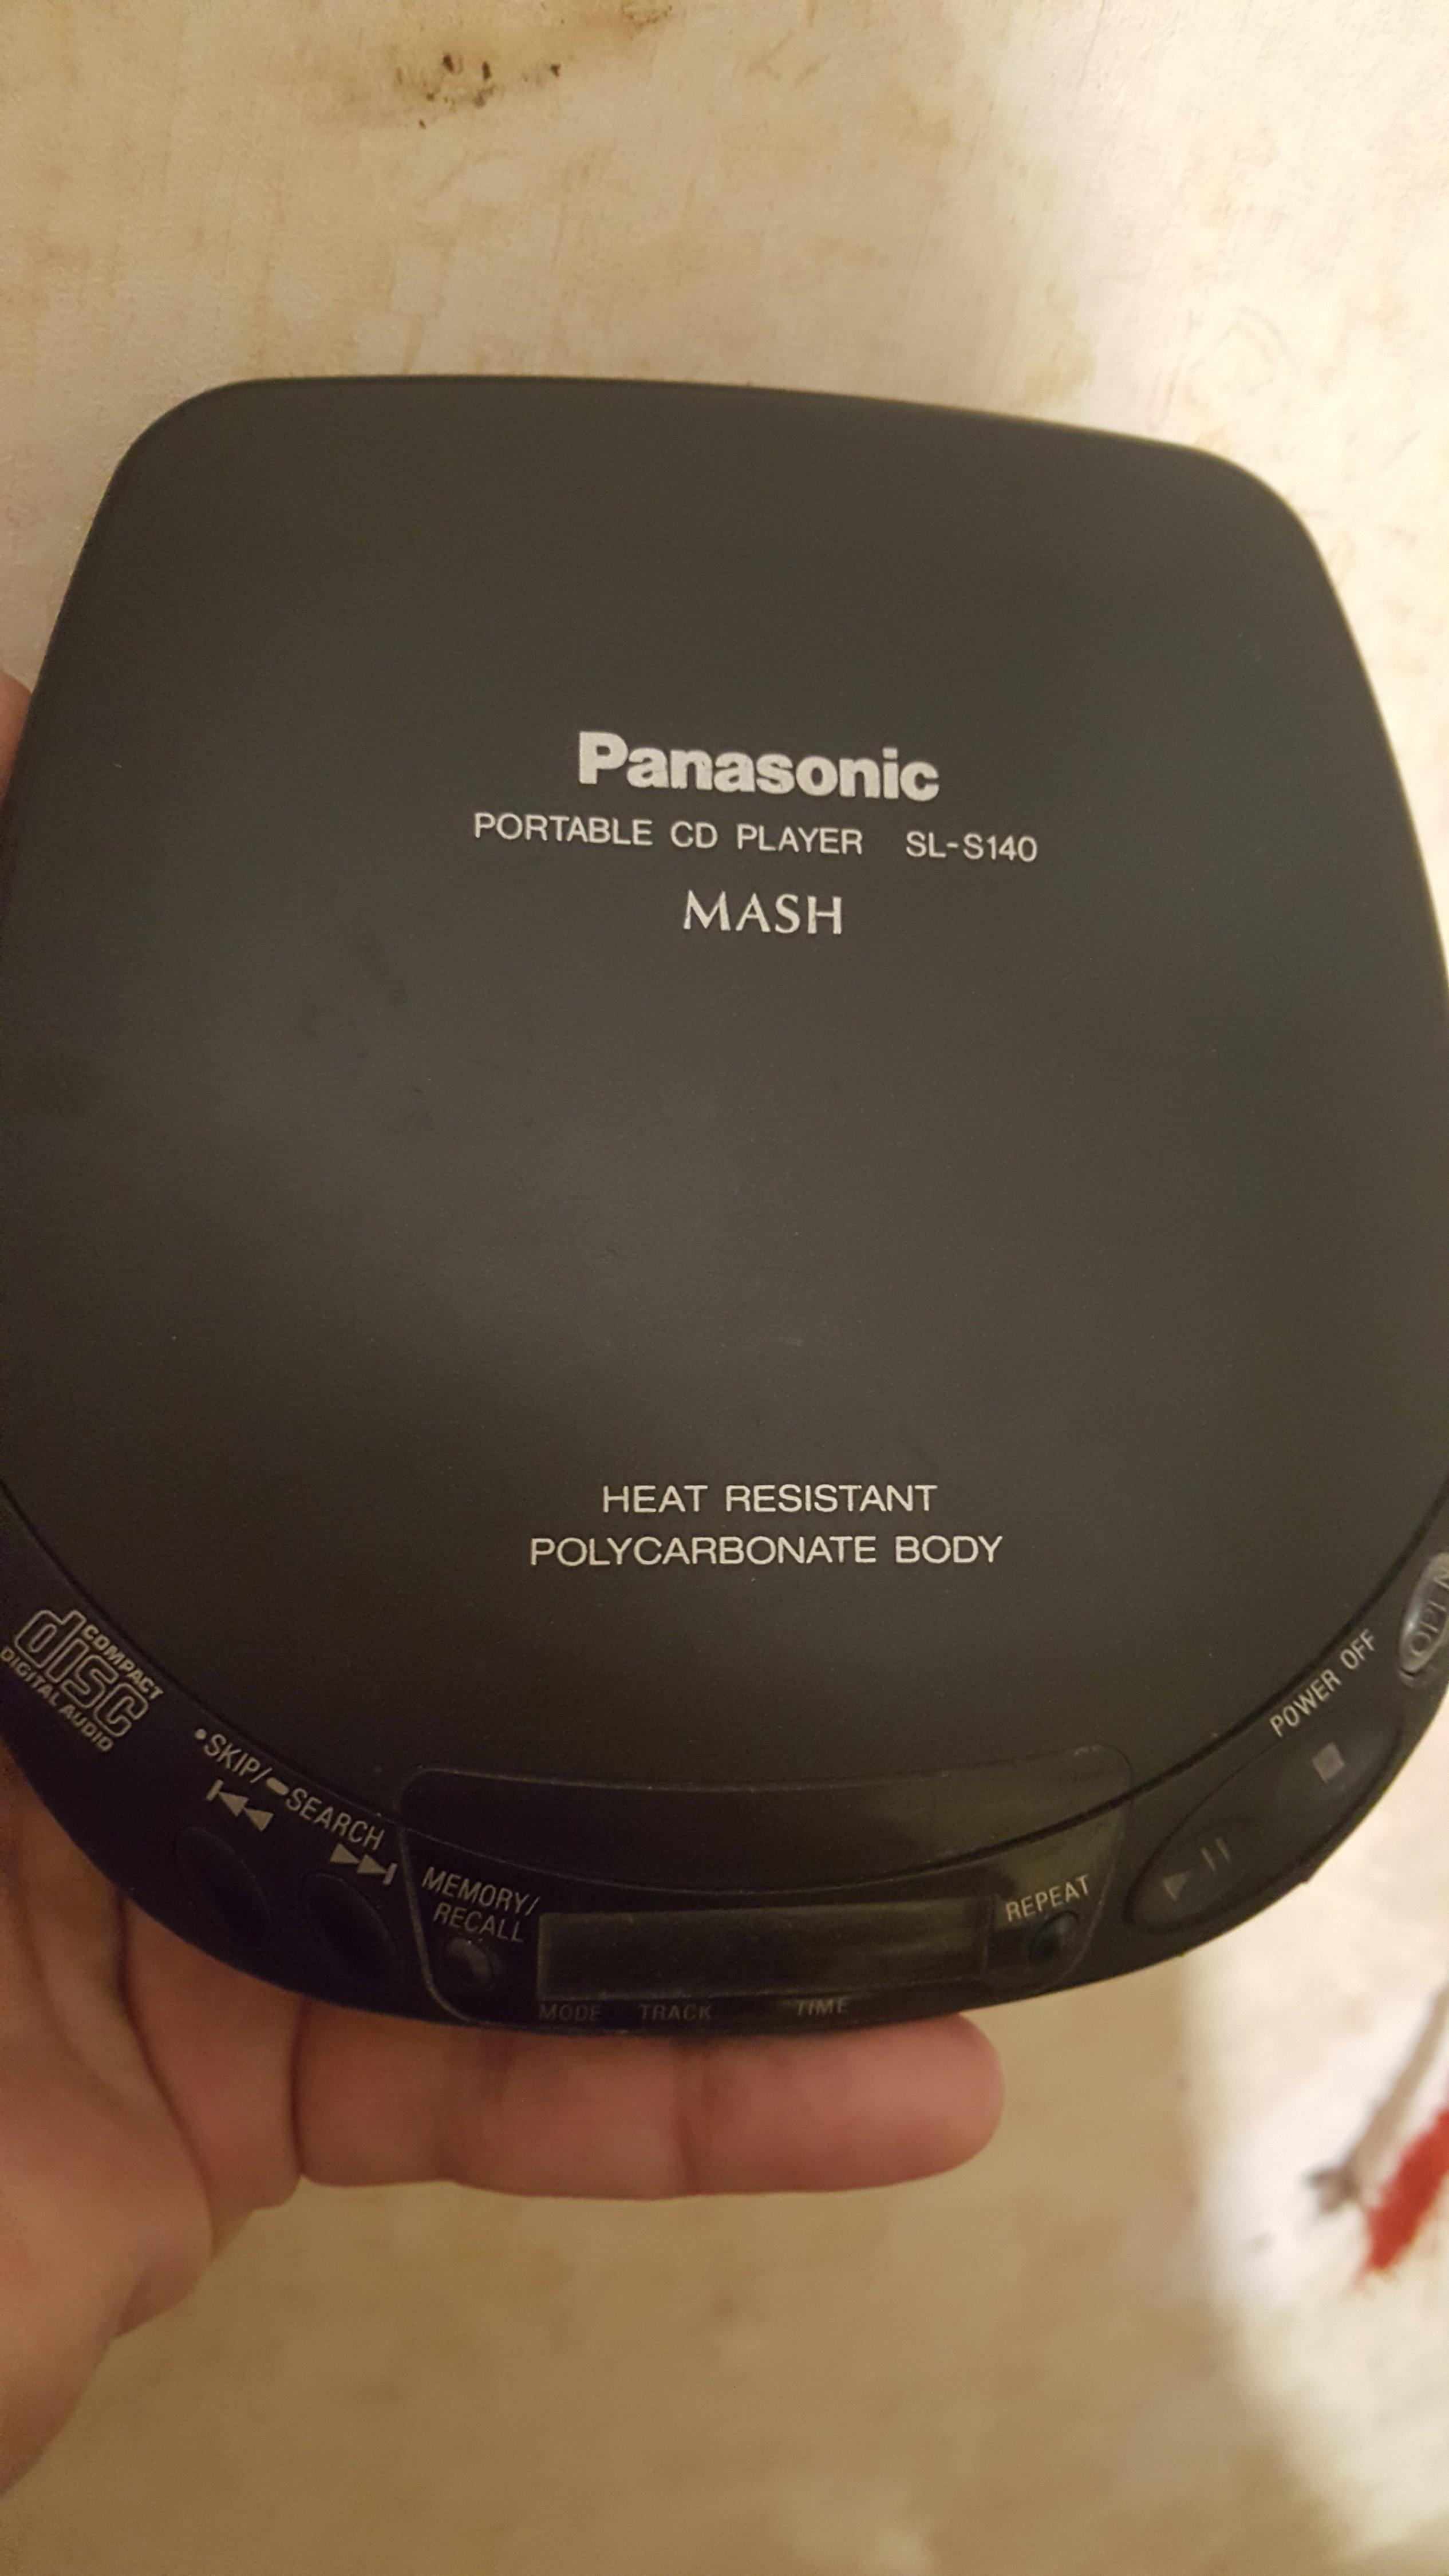 Panasonic
PORTABLE CD PLAYER SL-S140
MASH
HEAT RESISTANT
POLYCARBONATE BODY
COMPACT
disc
DIGITAL AUDIO
•SKIP/━SEARCH
MEMORY/
RECALL
MODE TRACK TIME
REPEAT
POWER OFF
OPEN